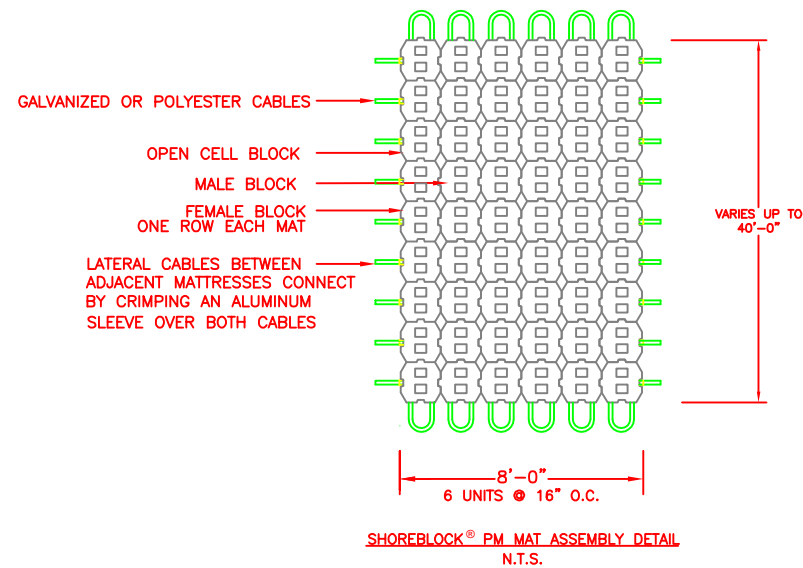 GALVANIZED OR POLYESTER CABLES
OPEN CELL BLOCK
MALE BLOCK
FEMALE BLOCK
ONE ROW EACH MAT
LATERAL CABLES BETWEEN
ADJACENT MATTRESSES CONNECT
BY CRIMPING AN ALUMINUM
SLEEVE OVER BOTH CABLES
VARIES UP TO
40'-0"
8'-0"
6 UNITS @ 16" O.C.
SHOREBLOCK® PM MAT ASSEMBLY DETAIL
N.T.S.